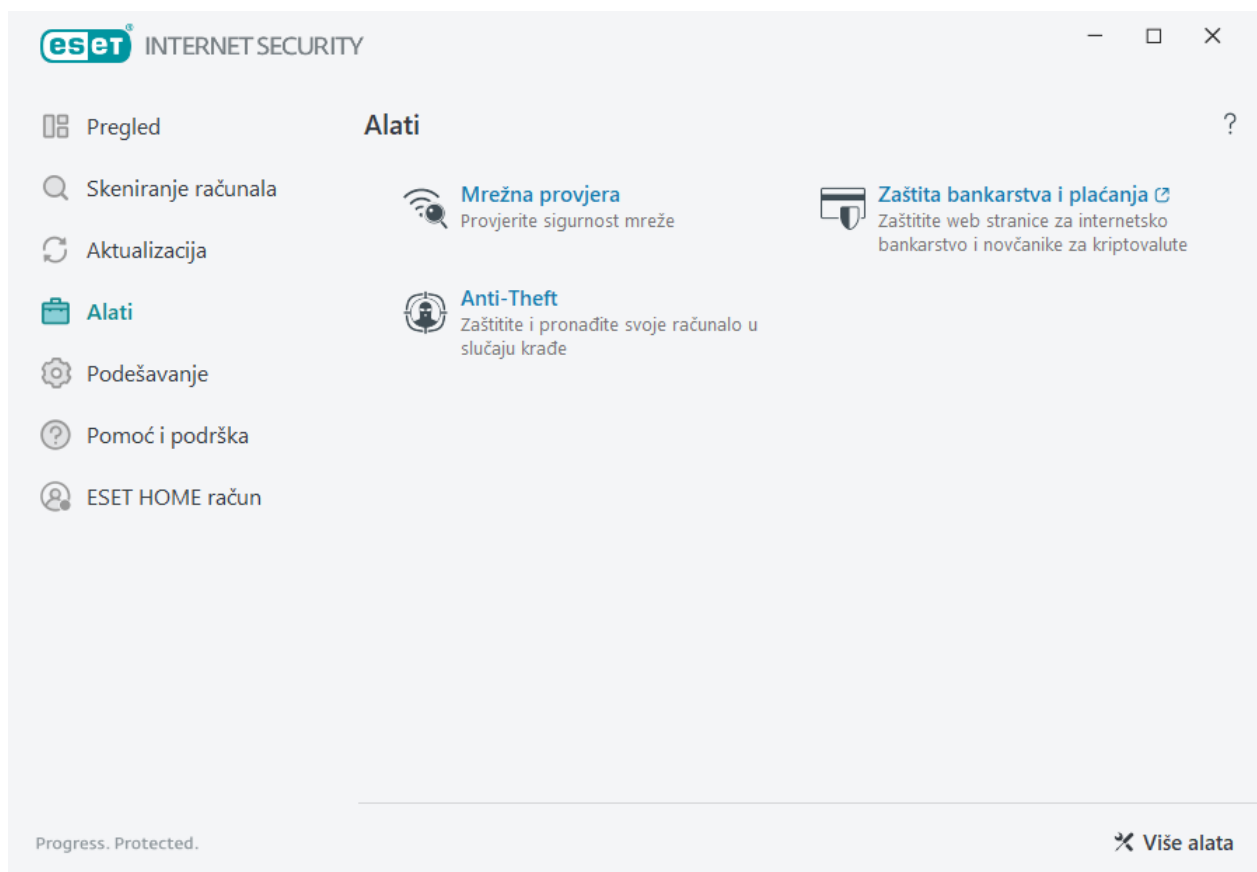 eset® INTERNET SECURITY
Pregled
Skeniranje računala
Aktualizacija
Alati
Podešavanje
Pomoć i podrška
ESET HOME račun
Alati
?
Mrežna provjera
Provjerite sigurnost mreže
Zaštita bankarstva i plaćanja
Zaštitite web stranice za internetsko
bankarstvo i novčanike za kriptovalute
Anti-Theft
Zaštitite i pronađite svoje računalo u
slučaju krađe
Progress. Protected.
Više alata